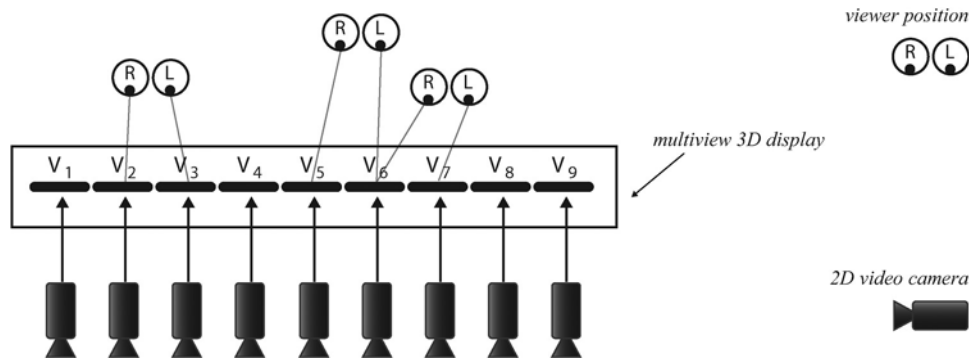 R L
viewer position
R L
R L
R L
R L
multiview 3D display
V1 V2 V3 V4 V5 V6 V7 V8 V9
2D video camera